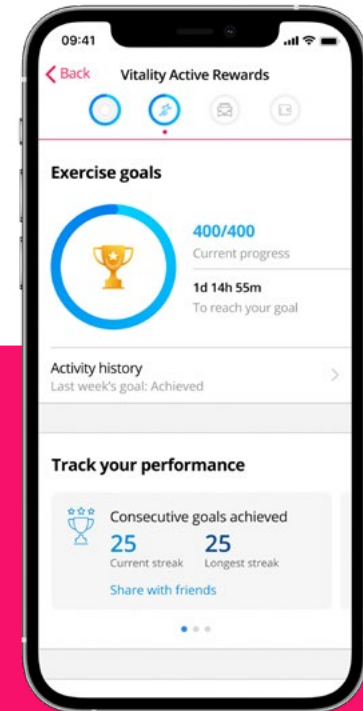 09:41
Back Vitality Active Rewards
Exercise goals
400/400
Current progress
1d 14h 55m
To reach your goal
Activity history
Last week's goal: Achieved
Track your performance
Consecutive goals achieved
25 25
Current streak Longest streak
Share with friends